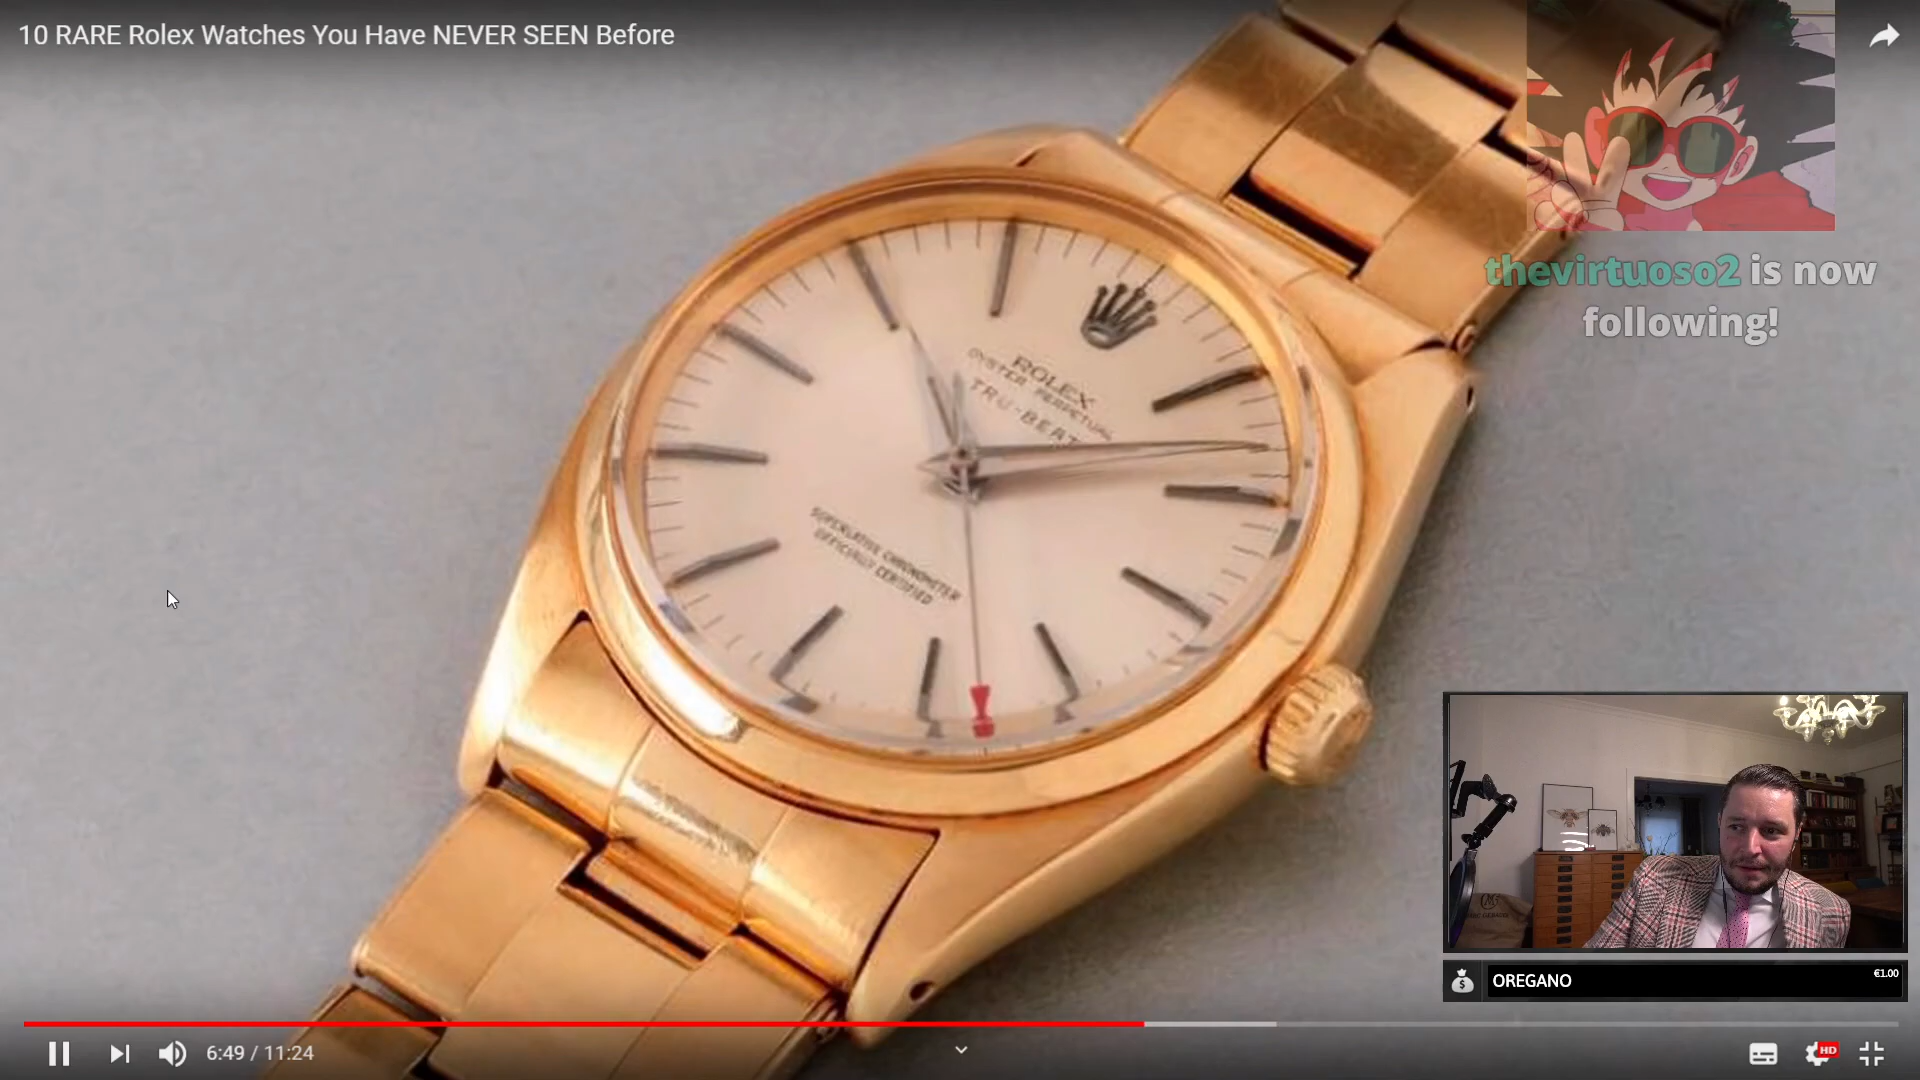 10 RARE Rolex Watches You Have NEVER SEEN Before
thevirtuoso2 is now
following!
ROLEX
OYSTER PERPETUAL
TRU-BEAT
SUPERLATIVE CHRONOMETER
OFFICIALLY CERTIFIED
OREGANO
€1.00
6:49 / 11:24
HD